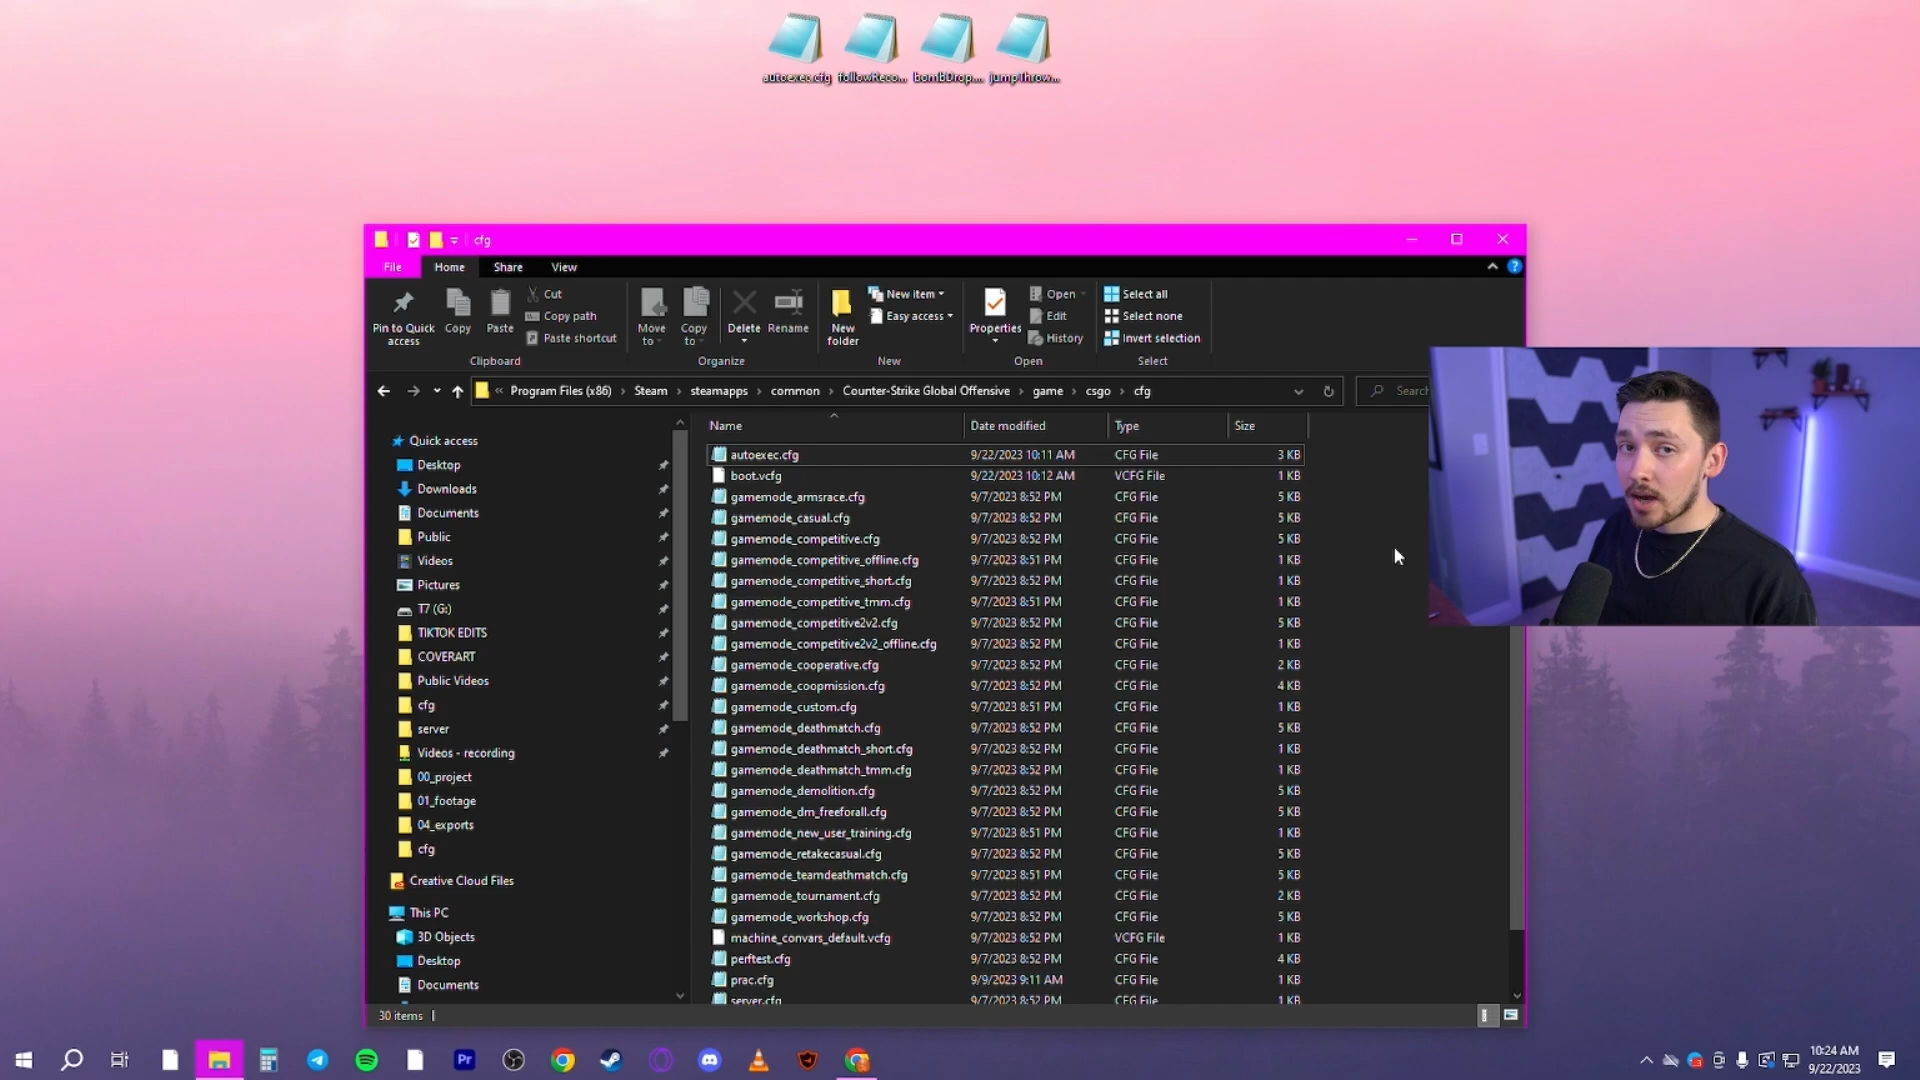 autoexec.cfg followReco... bombDrop... jumpThrow...
cfg
File Home Share View
Pin to Quick access
Copy
Paste
Cut
Copy path
Paste shortcut
Clipboard
Move to
Copy to
Delete
Rename
Organize
New folder
New item
Easy access
New
Properties
Open
Edit
History
Open
Select all
Select none
Invert selection
Select
« Program Files (x86) › Steam › steamapps › common › Counter-Strike Global Offensive › game › csgo › cfg
Search
Quick access
Desktop
Downloads
Documents
Public
Videos
Pictures
T7 (G:)
TIKTOK EDITS
COVERART
Public Videos
cfg
server
Videos - recording
00_project
01_footage
04_exports
cfg
Creative Cloud Files
This PC
3D Objects
Desktop
Documents
Name Date modified Type Size
autoexec.cfg 9/22/2023 10:11 AM CFG File 3 KB
boot.vcfg 9/22/2023 10:12 AM VCFG File 1 KB
gamemode_armsrace.cfg 9/7/2023 8:52 PM CFG File 5 KB
gamemode_casual.cfg 9/7/2023 8:52 PM CFG File 5 KB
gamemode_competitive.cfg 9/7/2023 8:52 PM CFG File 5 KB
gamemode_competitive_offline.cfg 9/7/2023 8:51 PM CFG File 1 KB
gamemode_competitive_short.cfg 9/7/2023 8:52 PM CFG File 1 KB
gamemode_competitive_tmm.cfg 9/7/2023 8:51 PM CFG File 1 KB
gamemode_competitive2v2.cfg 9/7/2023 8:52 PM CFG File 5 KB
gamemode_competitive2v2_offline.cfg 9/7/2023 8:52 PM CFG File 1 KB
gamemode_cooperative.cfg 9/7/2023 8:52 PM CFG File 2 KB
gamemode_coopmission.cfg 9/7/2023 8:52 PM CFG File 4 KB
gamemode_custom.cfg 9/7/2023 8:51 PM CFG File 1 KB
gamemode_deathmatch.cfg 9/7/2023 8:52 PM CFG File 5 KB
gamemode_deathmatch_short.cfg 9/7/2023 8:52 PM CFG File 1 KB
gamemode_deathmatch_tmm.cfg 9/7/2023 8:52 PM CFG File 1 KB
gamemode_demolition.cfg 9/7/2023 8:52 PM CFG File 5 KB
gamemode_dm_freeforall.cfg 9/7/2023 8:52 PM CFG File 5 KB
gamemode_new_user_training.cfg 9/7/2023 8:51 PM CFG File 1 KB
gamemode_retakecasual.cfg 9/7/2023 8:52 PM CFG File 5 KB
gamemode_teamdeathmatch.cfg 9/7/2023 8:51 PM CFG File 5 KB
gamemode_tournament.cfg 9/7/2023 8:52 PM CFG File 2 KB
gamemode_workshop.cfg 9/7/2023 8:52 PM CFG File 5 KB
machine_convars_default.vcfg 9/7/2023 8:52 PM VCFG File 1 KB
perftest.cfg 9/7/2023 8:52 PM CFG File 4 KB
prac.cfg 9/9/2023 9:11 AM CFG File 1 KB
server.cfg 9/7/2023 8:52 PM CFG File 1 KB
30 items
Pr
10:24 AM
9/22/2023